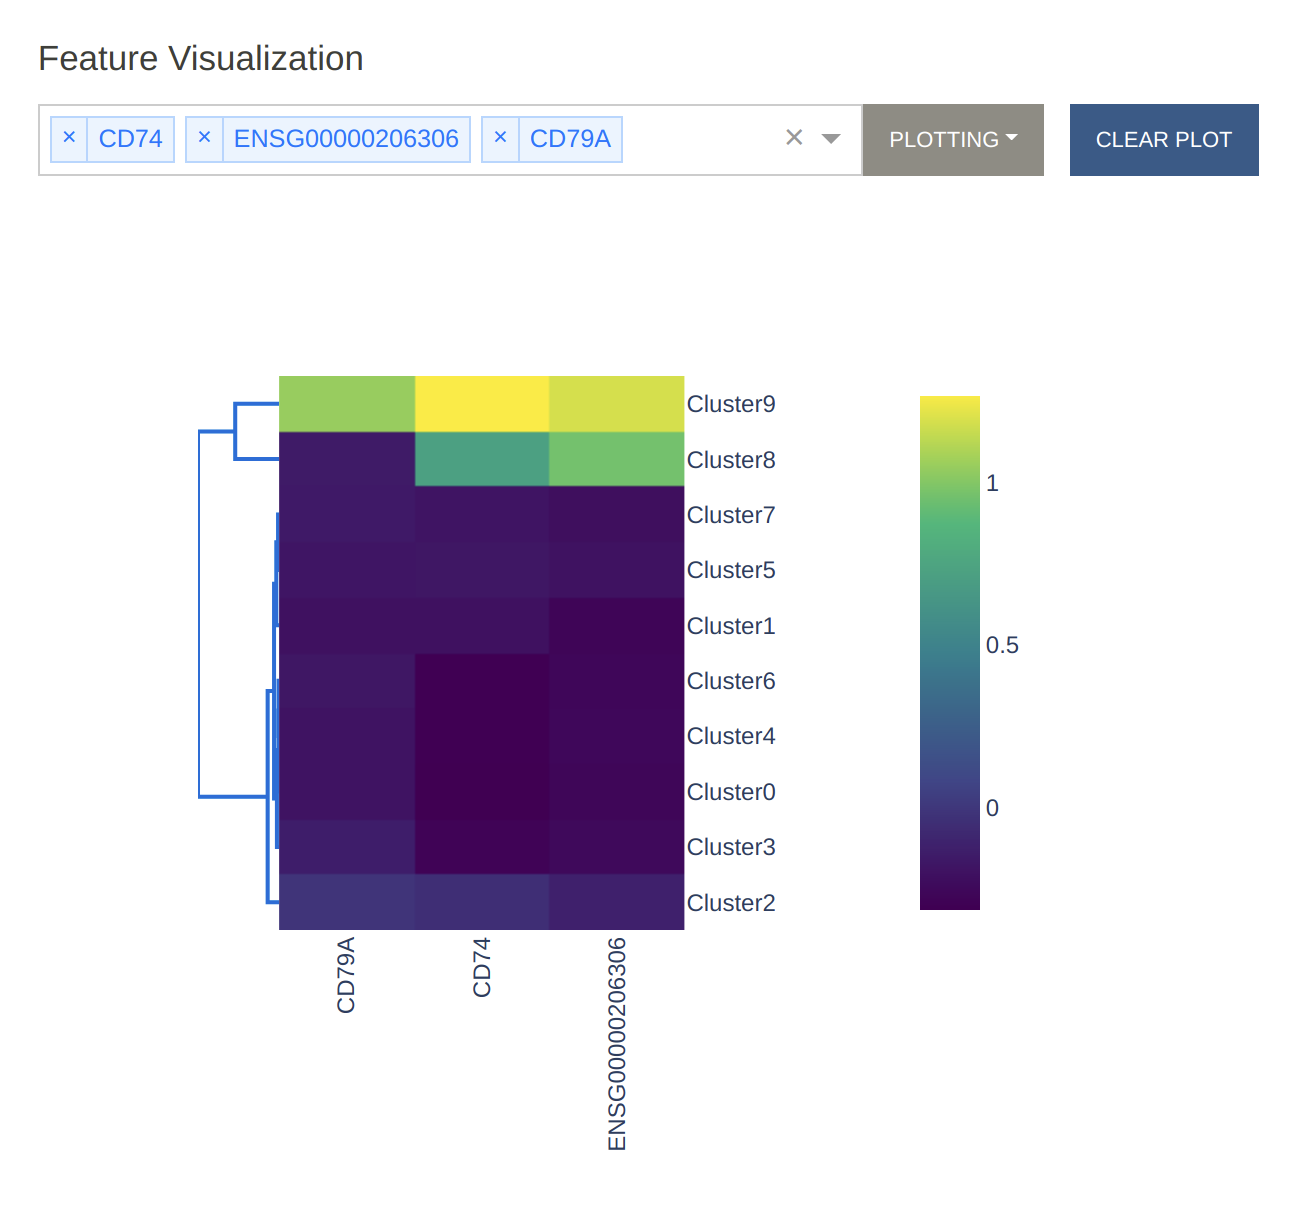 Feature Visualization
× CD74 × ENSG00000206306 × CD79A × PLOTTING CLEAR PLOT
Cluster9
Cluster8
Cluster7
Cluster5
Cluster1
Cluster6
Cluster4
Cluster0
Cluster3
Cluster2
1
0.5
0
CD79A
CD74
ENSG00000206306